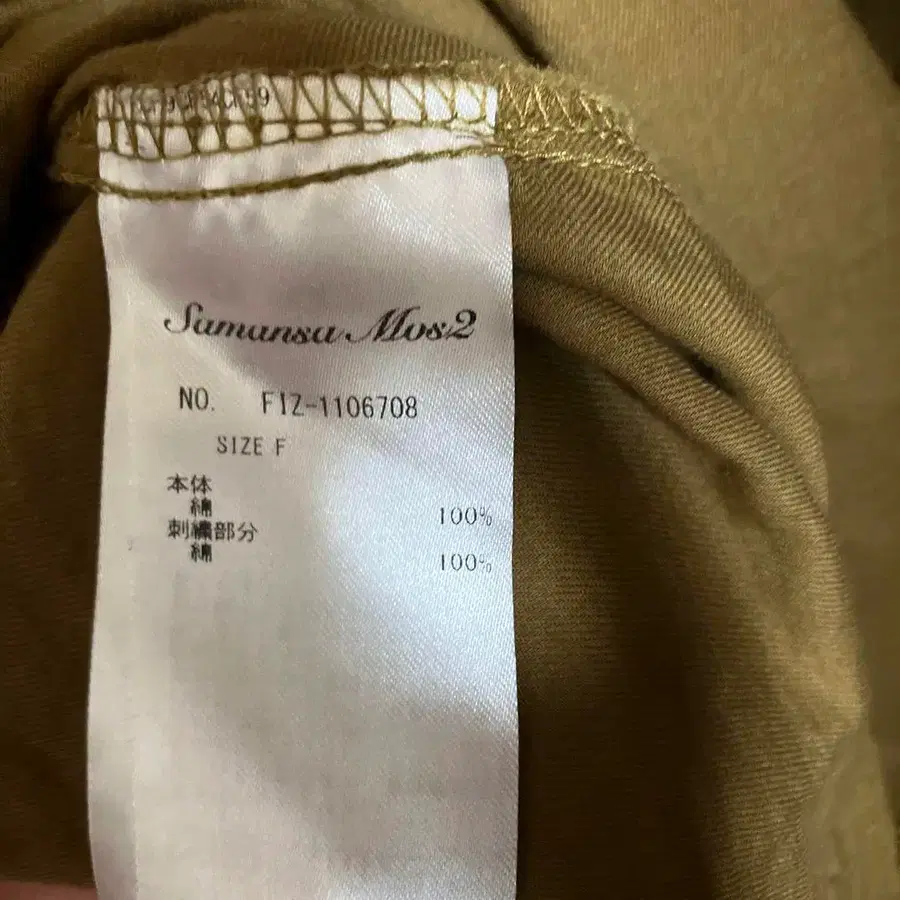 Samansa Mos2
NO. FIZ-1106708
SIZE F
本体
綿 100%
刺繍部分
綿 100%